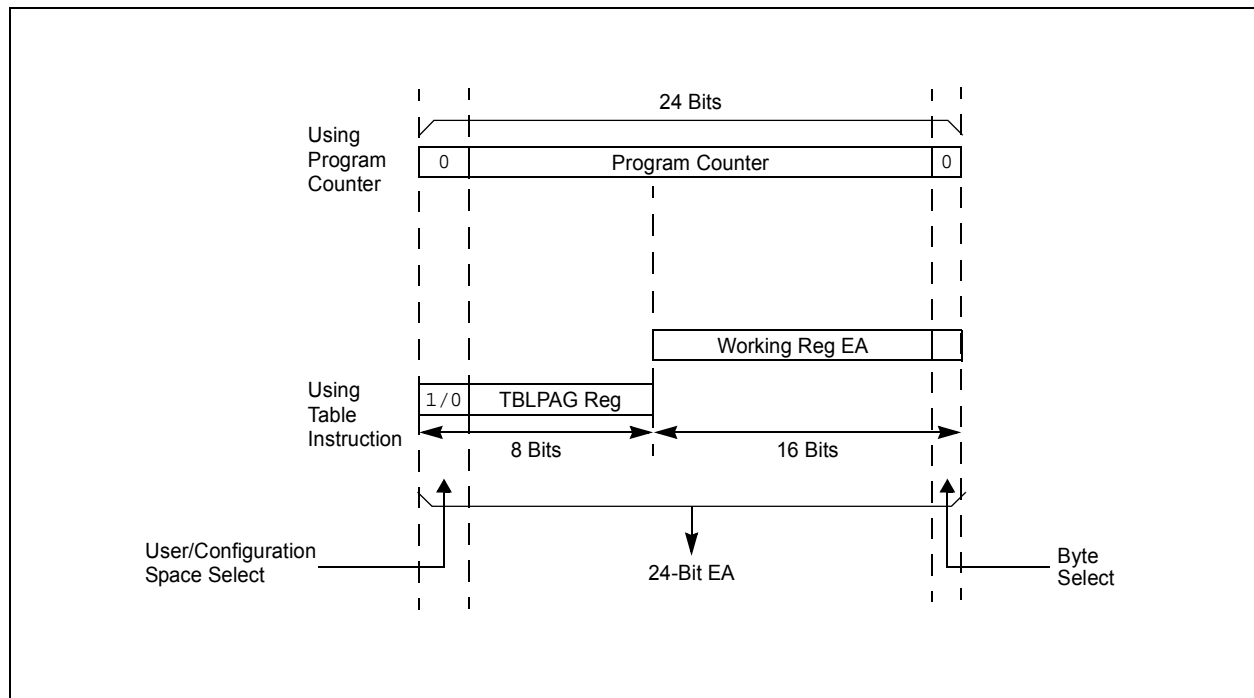 24 Bits
Using
Program
Counter
0
Program Counter
0
Working Reg EA
Using
Table
Instruction
1/0
TBLPAG Reg
8 Bits
16 Bits
User/Configuration
Space Select
24-Bit EA
Byte
Select